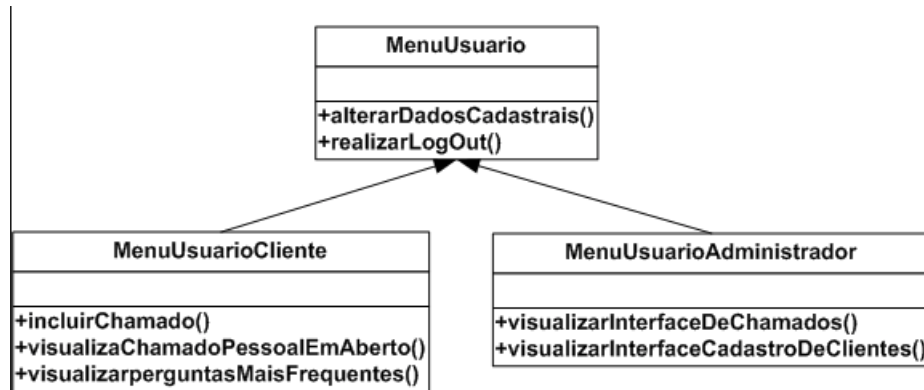 MenuUsuario
+alterarDadosCadastrais()
+realizarLogOut()
MenuUsuarioCliente
+incluirChamado()
+visualizaChamadoPessoalEmAberto()
+visualizarperguntasMaisFrequentes()
MenuUsuarioAdministrador
+visualizarInterfaceDeChamados()
+visualizarInterfaceCadastroDeClientes()